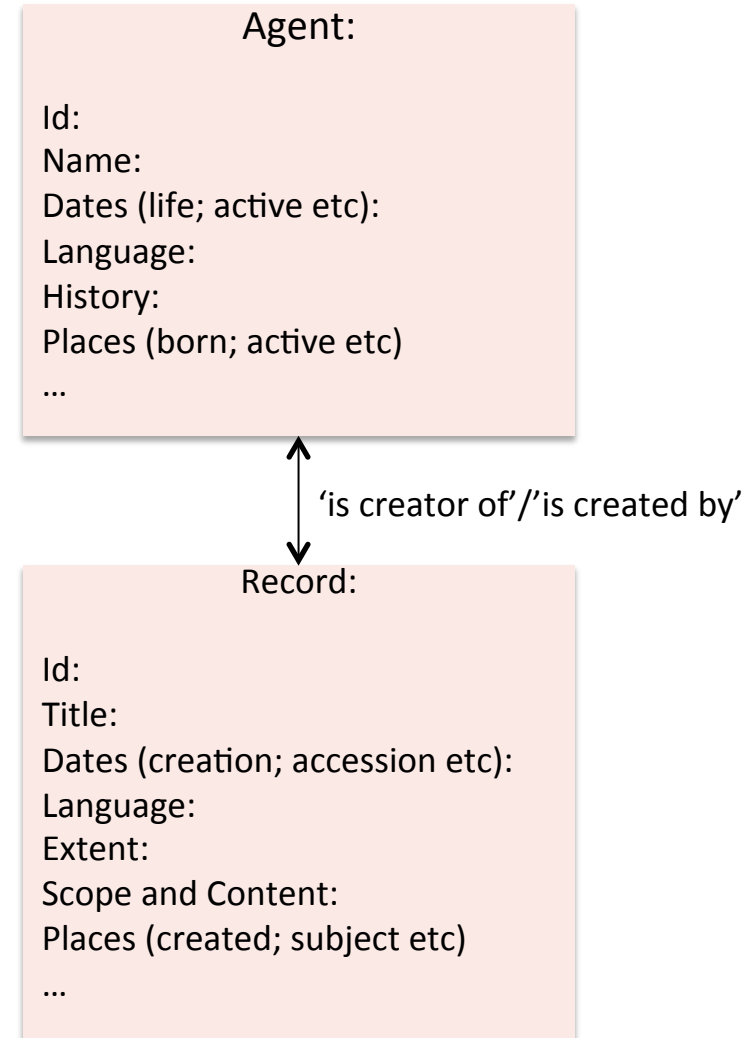 Agent:
Id:
Name:
Dates (life; active etc):
Language:
History:
Places (born; active etc)
…
‘is creator of’/’is created by’
Record:
Id:
Title:
Dates (creation; accession etc):
Language:
Extent:
Scope and Content:
Places (created; subject etc)
…